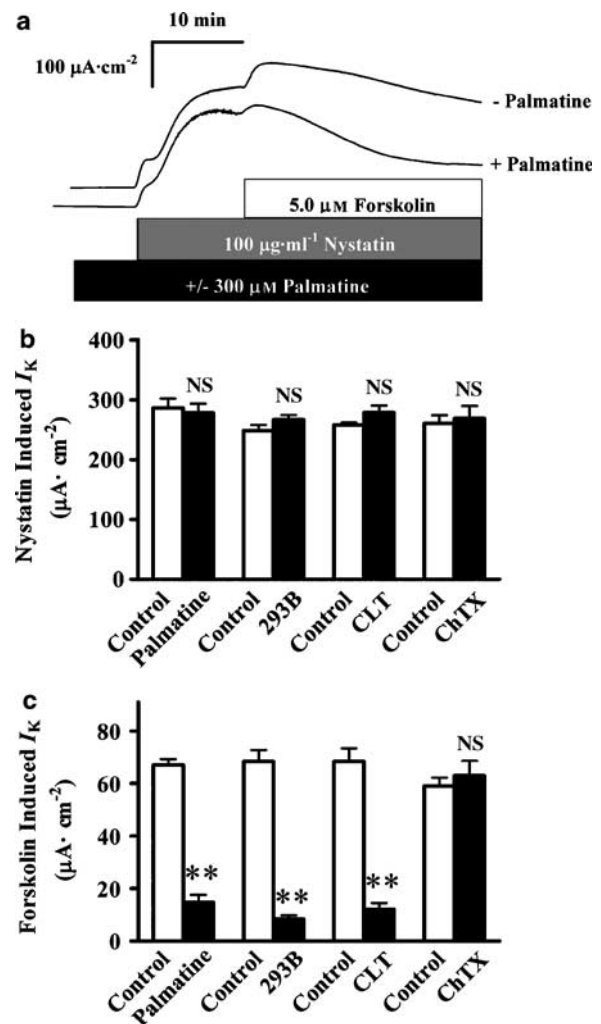 a
10 min
100 µA·cm-2
- Palmatine
+ Palmatine
5.0 µM Forskolin
100 µg·ml-1 Nystatin
+/- 300 µM Palmatine
b
Nystatin Induced IK
(µA· cm-2)
400
300
200
100
0
NS
NS
NS
NS
Control
Palmatine
Control
293B
Control
CLT
Control
ChTX
c
Forskolin Induced IK
(µA· cm-2)
80
60
40
20
0
**
**
**
NS
Control
Palmatine
Control
293B
Control
CLT
Control
ChTX